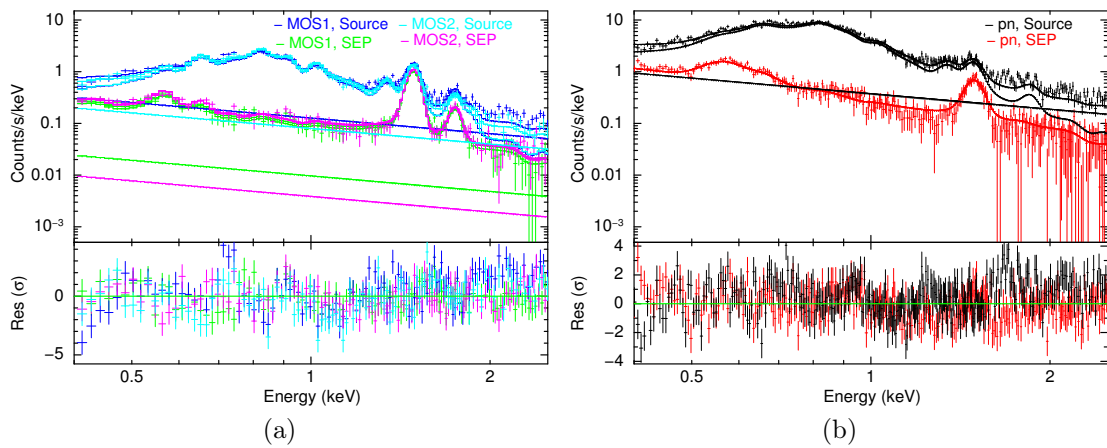 – MOS1, Source – MOS2, Source
– MOS1, SEP – MOS2, SEP
10
1
0.1
0.01
10⁻³
Counts/s/keV
0
−5
Res (σ)
0.5 1 2
Energy (keV)
(a)
– pn, Source
– pn, SEP
10
1
0.1
0.01
10⁻³
Counts/s/keV
4
2
0
−2
−4
Res (σ)
0.5 1 2
Energy (keV)
(b)